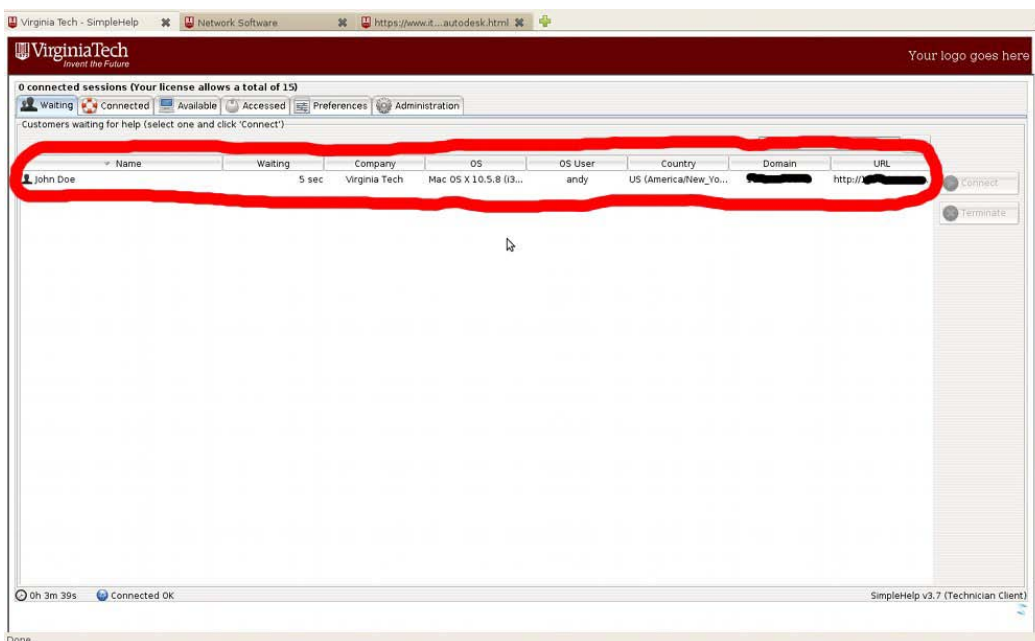 Virginia Tech - SimpleHelp Network Software https://www.it....autodesk.html
VirginiaTech
Invent the Future
Your logo goes here
0 connected sessions (Your license allows a total of 15)
Waiting Connected Available Accessed Preferences Administration
Customers waiting for help (select one and click 'Connect')
Name Waiting Company OS OS User Country Domain URL
John Doe 5 sec Virginia Tech Mac OS X 10.5.8 (i3... andy US (America/New_Yo... http://
Connect
Terminate
0h 3m 39s Connected OK SimpleHelp v3.7 (Technician Client)
Done